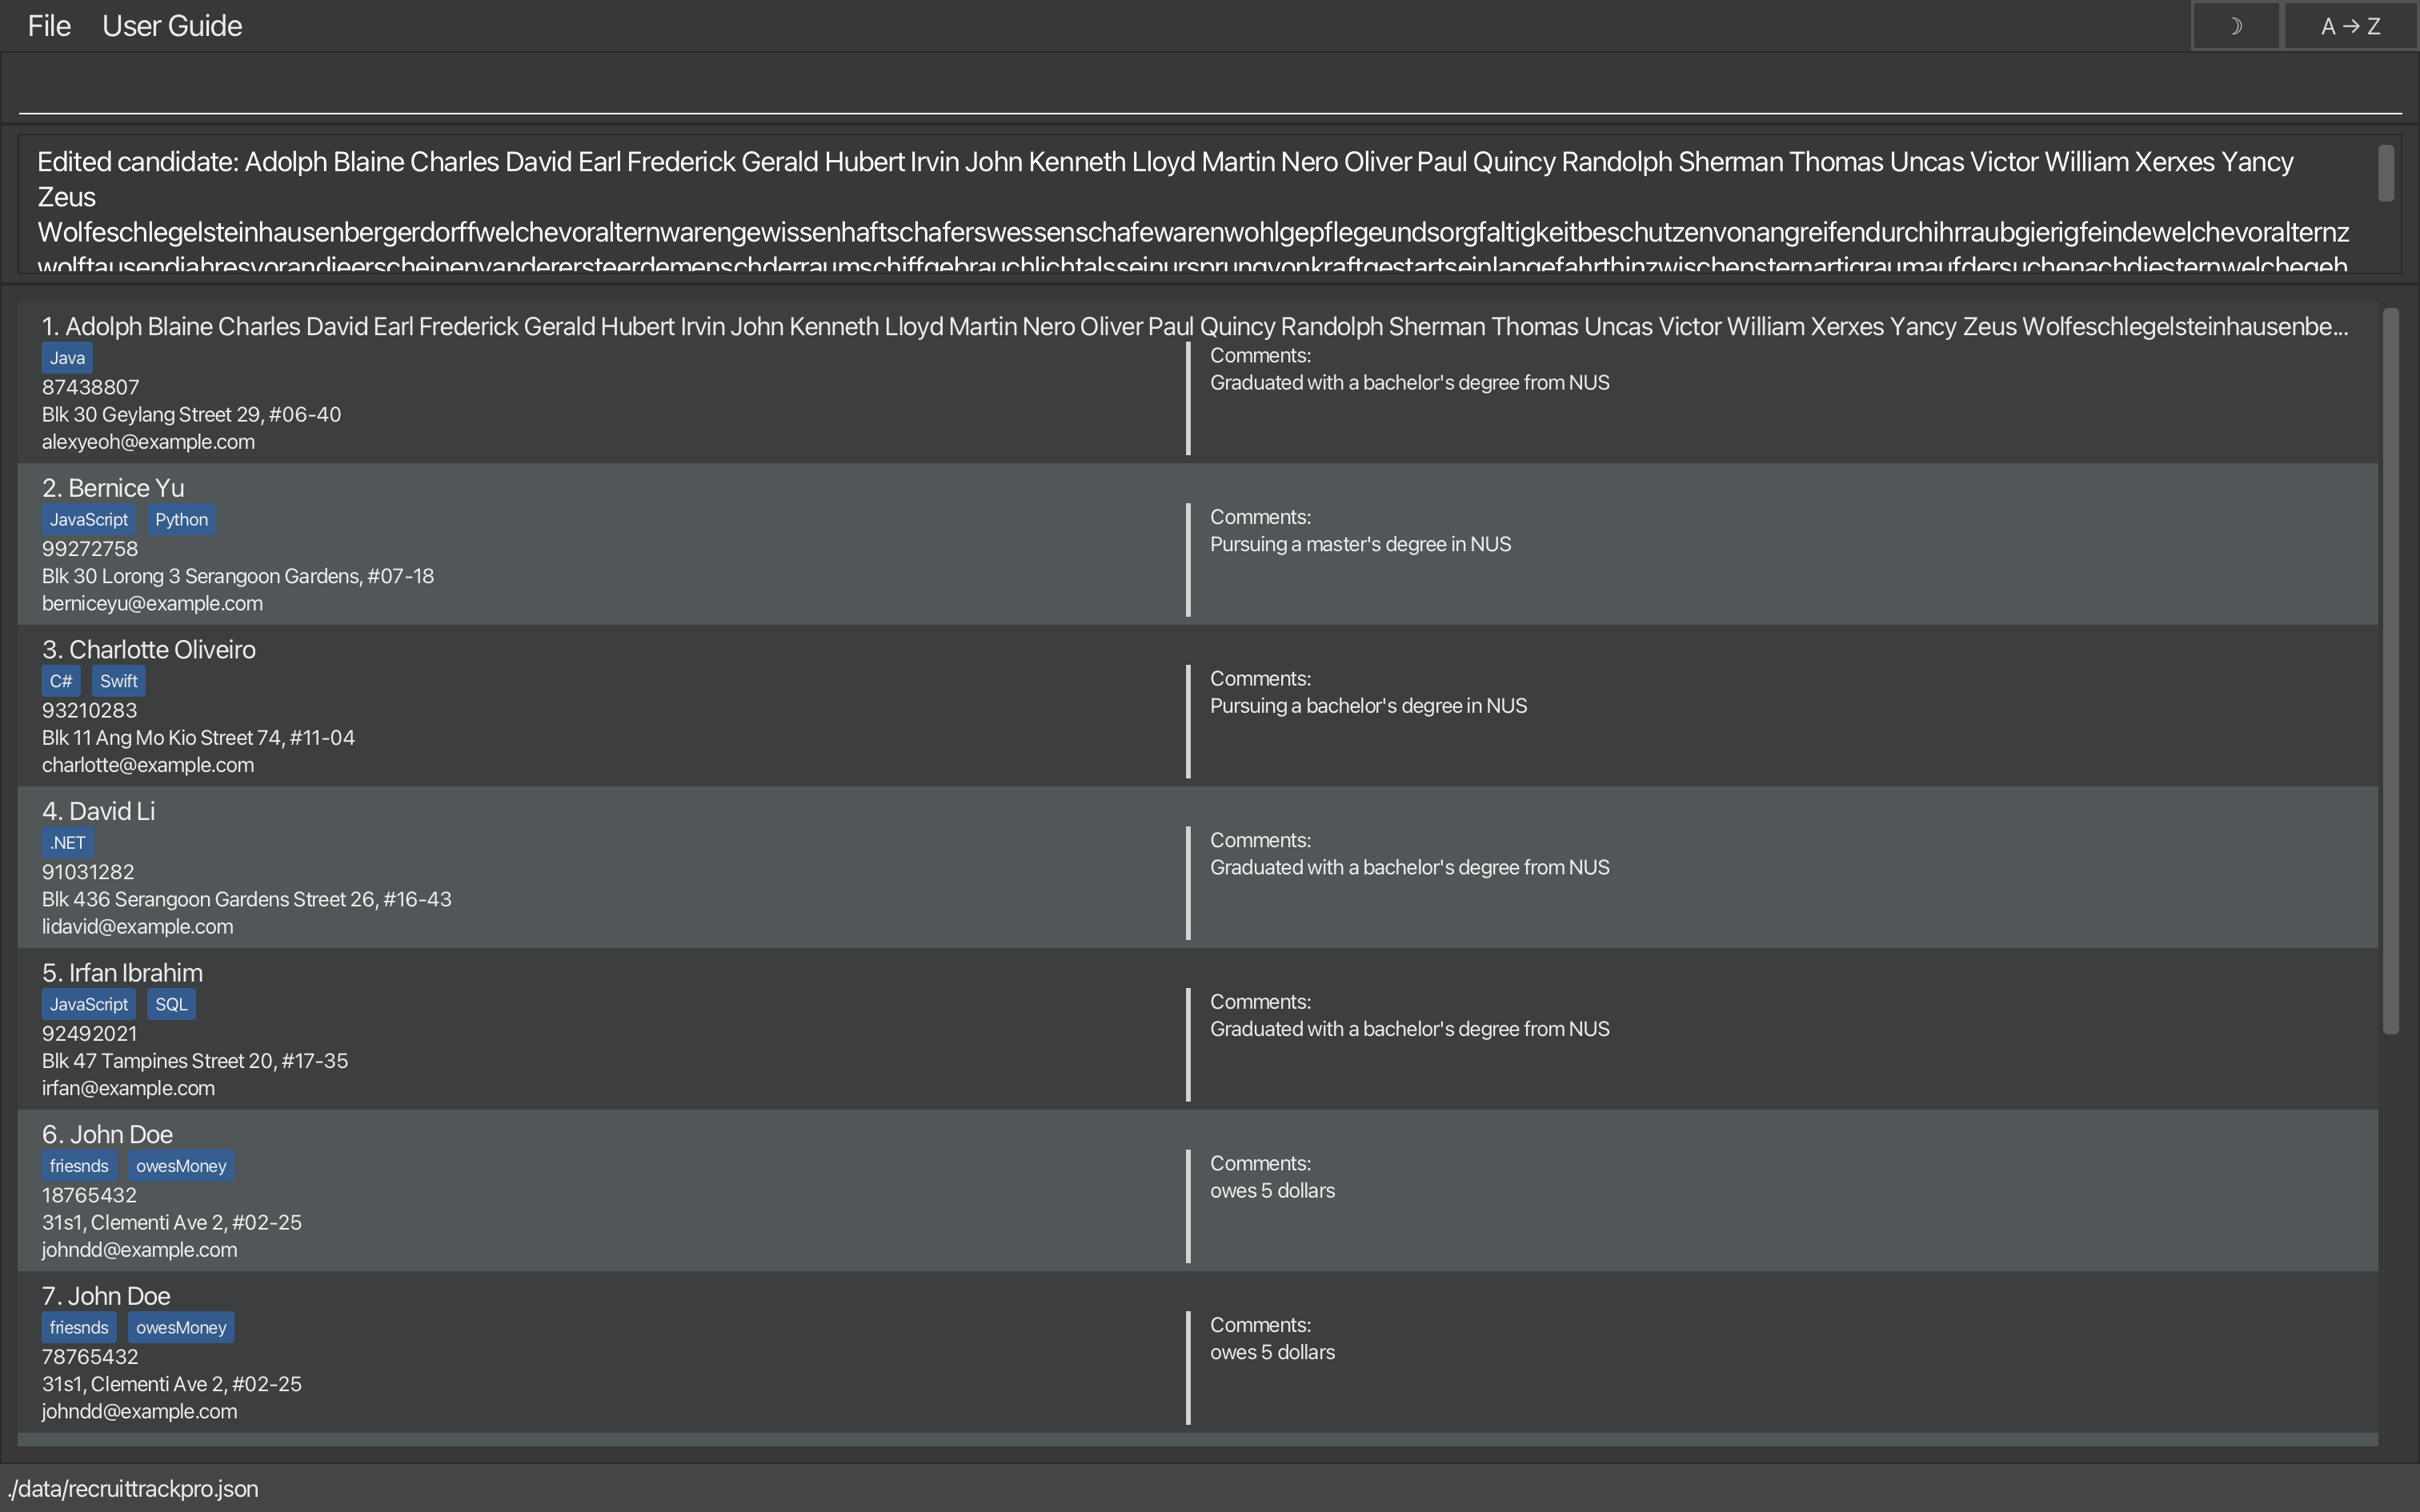 File User Guide ☽ A → Z
Edited candidate: Adolph Blaine Charles David Earl Frederick Gerald Hubert Irvin John Kenneth Lloyd Martin Nero Oliver Paul Quincy Randolph Sherman Thomas Uncas Victor William Xerxes Yancy
Zeus
Wolfeschlegelsteinhausenbergerdorffwelchevoralternwarengewissenhaftschaferswessenschafewarenwohlgepflegeundsorgfaltigkeitbeschutzenvonangreifendurchihrraubgierigfeindewelchevoralternz
wolftausendjahresvorandieerscheinenvanderersteerdemenschderraumschiffgebrauchlichtalsseinursprungvonkraftgestartseinlangefahrthinzwischensternartigraumaufdersuchenachdiesternwelchegeh
1. Adolph Blaine Charles David Earl Frederick Gerald Hubert Irvin John Kenneth Lloyd Martin Nero Oliver Paul Quincy Randolph Sherman Thomas Uncas Victor William Xerxes Yancy Zeus Wolfeschlegelsteinhausenbe...
Java
87438807
Blk 30 Geylang Street 29, #06-40
alexyeoh@example.com
Comments:
Graduated with a bachelor's degree from NUS
2. Bernice Yu
JavaScript Python
99272758
Blk 30 Lorong 3 Serangoon Gardens, #07-18
berniceyu@example.com
Comments:
Pursuing a master's degree in NUS
3. Charlotte Oliveiro
C# Swift
93210283
Blk 11 Ang Mo Kio Street 74, #11-04
charlotte@example.com
Comments:
Pursuing a bachelor's degree in NUS
4. David Li
.NET
91031282
Blk 436 Serangoon Gardens Street 26, #16-43
lidavid@example.com
Comments:
Graduated with a bachelor's degree from NUS
5. Irfan Ibrahim
JavaScript SQL
92492021
Blk 47 Tampines Street 20, #17-35
irfan@example.com
Comments:
Graduated with a bachelor's degree from NUS
6. John Doe
friesnds owesMoney
18765432
31s1, Clementi Ave 2, #02-25
johndd@example.com
Comments:
owes 5 dollars
7. John Doe
friesnds owesMoney
78765432
31s1, Clementi Ave 2, #02-25
johndd@example.com
Comments:
owes 5 dollars
./data/recruittrackpro.json